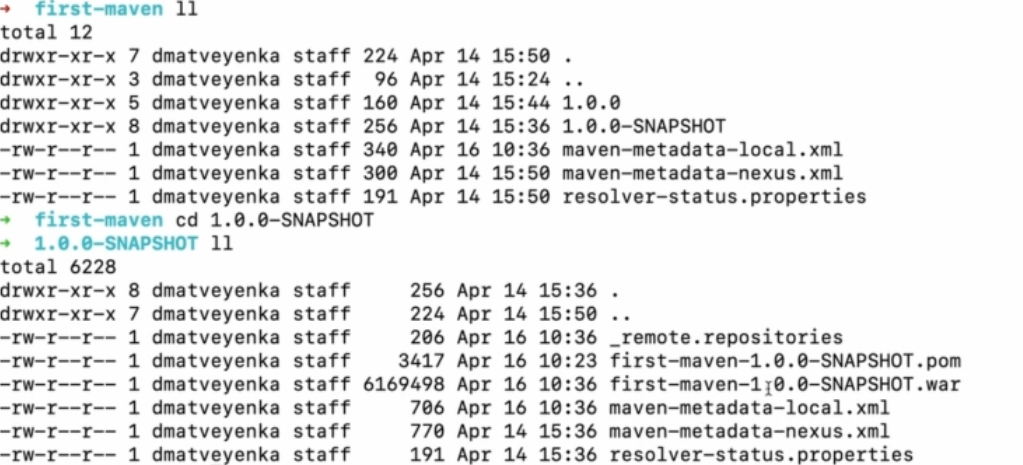 → first-maven ll
total 12
drwxr-xr-x 7 dmatveyenka staff 224 Apr 14 15:50 .
drwxr-xr-x 3 dmatveyenka staff  96 Apr 14 15:24 ..
drwxr-xr-x 5 dmatveyenka staff 160 Apr 14 15:44 1.0.0
drwxr-xr-x 8 dmatveyenka staff 256 Apr 14 15:36 1.0.0-SNAPSHOT
-rw-r--r-- 1 dmatveyenka staff 340 Apr 16 10:36 maven-metadata-local.xml
-rw-r--r-- 1 dmatveyenka staff 300 Apr 14 15:50 maven-metadata-nexus.xml
-rw-r--r-- 1 dmatveyenka staff 191 Apr 14 15:50 resolver-status.properties
→ first-maven cd 1.0.0-SNAPSHOT
→ 1.0.0-SNAPSHOT ll
total 6228
drwxr-xr-x 8 dmatveyenka staff     256 Apr 14 15:36 .
drwxr-xr-x 7 dmatveyenka staff     224 Apr 14 15:50 ..
-rw-r--r-- 1 dmatveyenka staff     206 Apr 16 10:36 _remote.repositories
-rw-r--r-- 1 dmatveyenka staff    3417 Apr 16 10:23 first-maven-1.0.0-SNAPSHOT.pom
-rw-r--r-- 1 dmatveyenka staff 6169498 Apr 16 10:36 first-maven-1.0.0-SNAPSHOT.war
-rw-r--r-- 1 dmatveyenka staff     706 Apr 16 10:36 maven-metadata-local.xml
-rw-r--r-- 1 dmatveyenka staff     770 Apr 14 15:36 maven-metadata-nexus.xml
-rw-r--r-- 1 dmatveyenka staff     191 Apr 14 15:36 resolver-status.properties